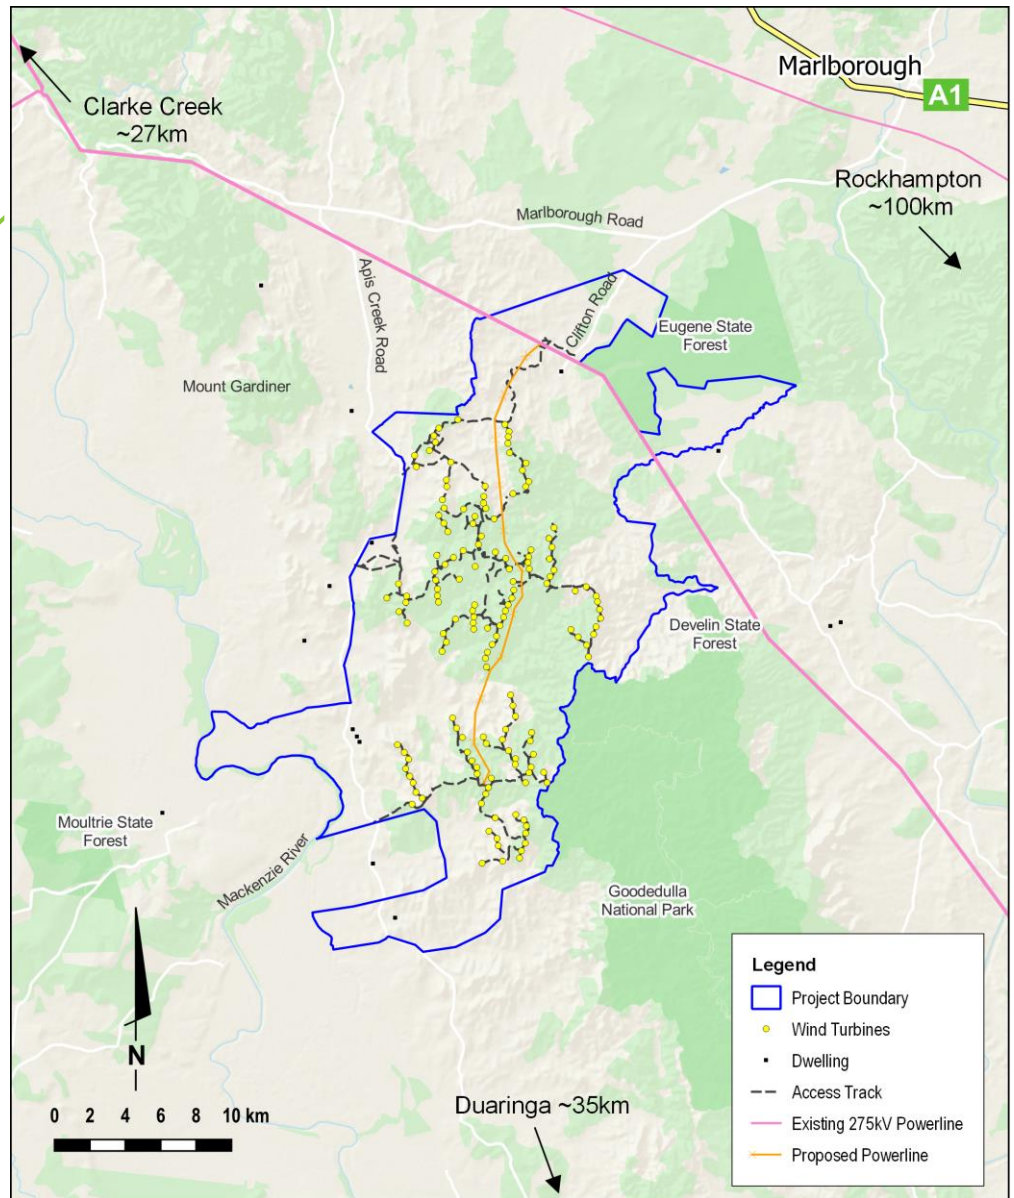 Marlborough
A1
Clarke Creek
~27km
Rockhampton
~100km
Marlborough Road
Apis Creek Road
Clifton Road
Eugene State
Forest
Mount Gardiner
Develin State
Forest
Moultrie State
Forest
Mackenzie River
Goodedulla
National Park
N
0 2 4 6 8 10 km
Duaringa ~35km
Legend
Project Boundary
Wind Turbines
Dwelling
Access Track
Existing 275kV Powerline
Proposed Powerline